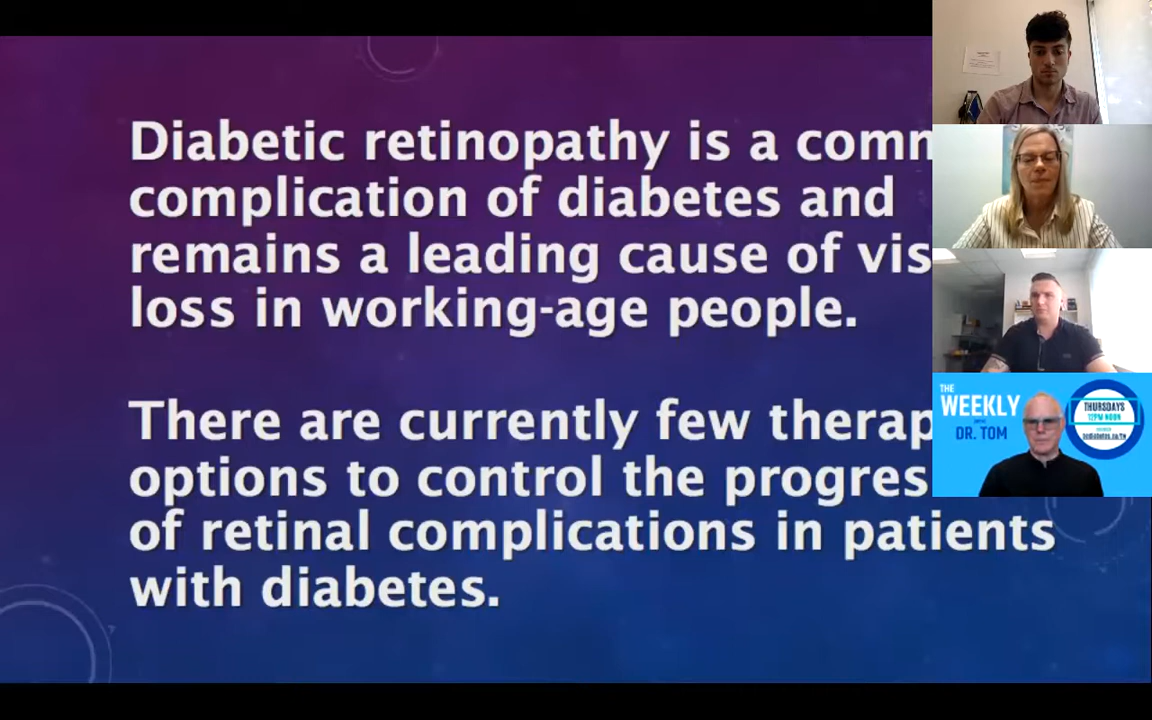 Diabetic retinopathy is a comm
complication of diabetes and
remains a leading cause of vis
loss in working-age people.
There are currently few therap
options to control the progres
of retinal complications in patients
with diabetes.
THE
WEEKLY
DR. TOM
THURSDAYS
12PM NOON